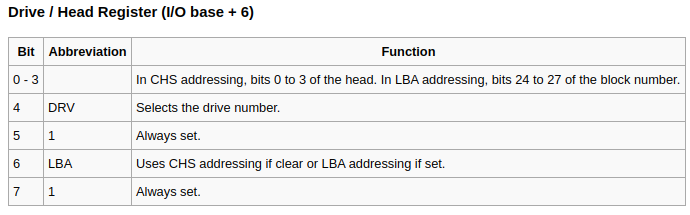 Drive / Head Register (I/O base + 6)
Bit Abbreviation Function
0 - 3 In CHS addressing, bits 0 to 3 of the head. In LBA addressing, bits 24 to 27 of the block number.
4 DRV Selects the drive number.
5 1 Always set.
6 LBA Uses CHS addressing if clear or LBA addressing if set.
7 1 Always set.